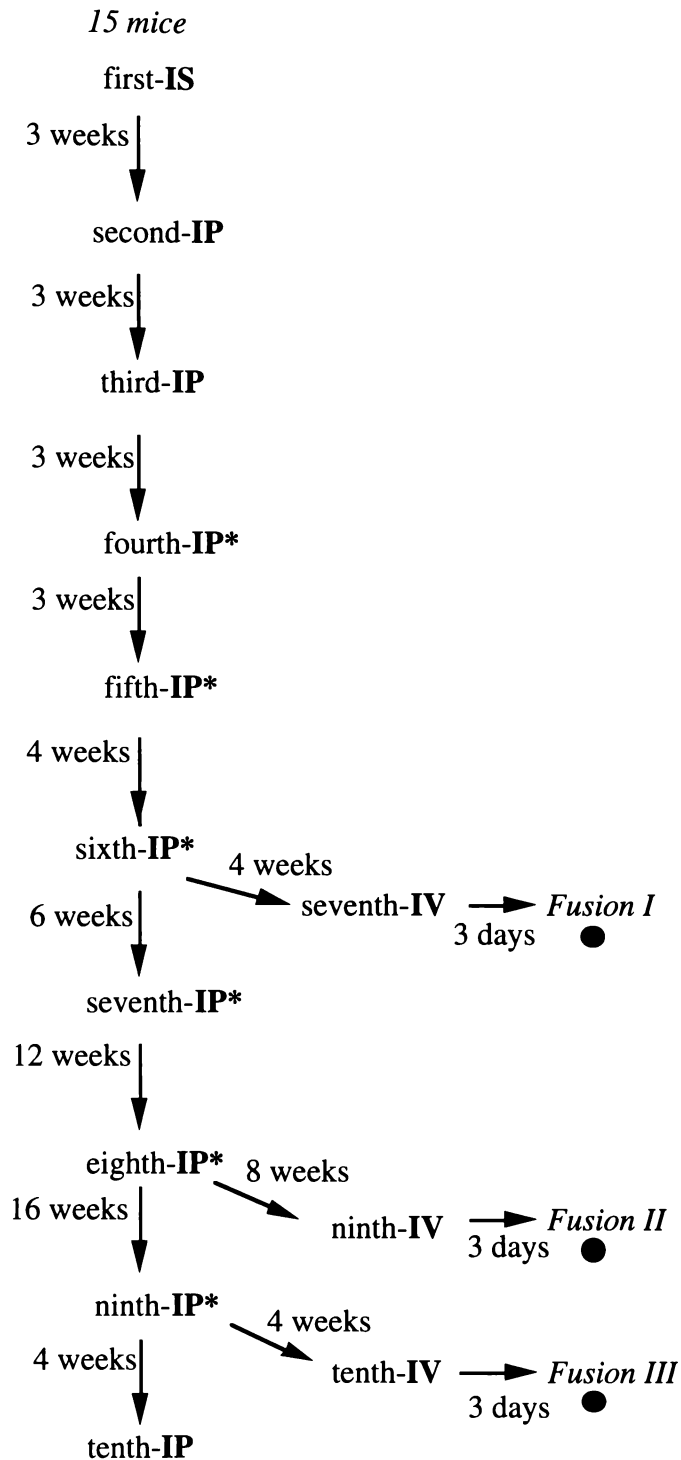 15 mice
first-IS
3 weeks
second-IP
3 weeks
third-IP
3 weeks
fourth-IP*
3 weeks
fifth-IP*
4 weeks
sixth-IP*
4 weeks
seventh-IV
Fusion I
3 days
6 weeks
seventh-IP*
12 weeks
eighth-IP*
8 weeks
16 weeks
ninth-IV
Fusion II
3 days
ninth-IP*
4 weeks
4 weeks
tenth-IV
Fusion III
3 days
tenth-IP